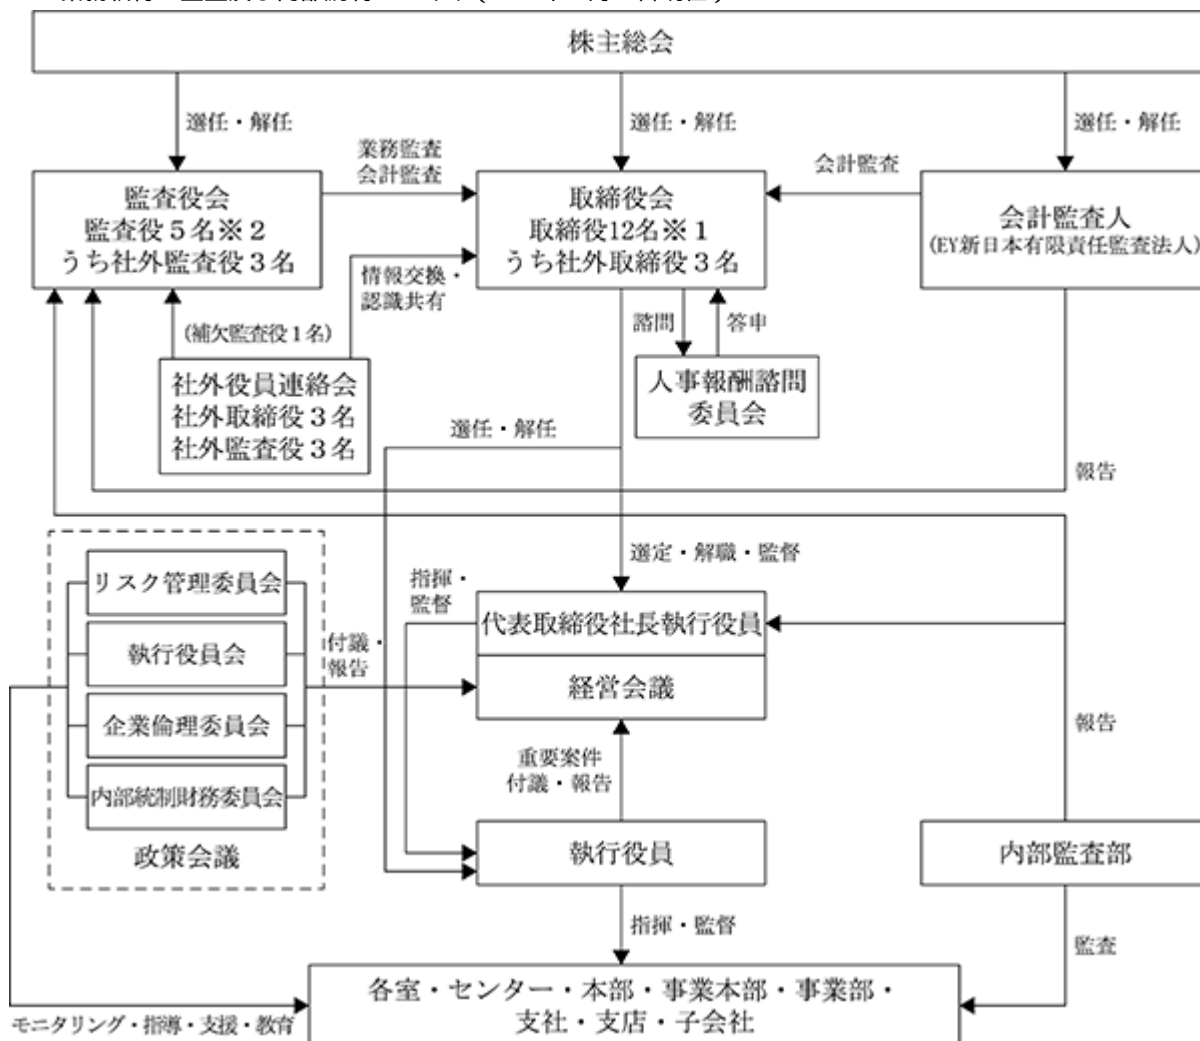 株主総会
選任・解任
選任・解任
選任・解任
業務監査
会計監査
会計監査
監査役会
監査役5名※2
うち社外監査役3名
取締役会
取締役12名※1
うち社外取締役3名
会計監査人
(EY新日本有限責任監査法人)
情報交換・
認識共有
(補欠監査役1名)
諮問
答申
社外役員連絡会
社外取締役3名
社外監査役3名
人事報酬諮問
委員会
選任・解任
報告
選定・解職・監督
リスク管理委員会
執行役員会
企業倫理委員会
内部統制財務委員会
政策会議
付議・
報告
指揮・
監督
代表取締役社長執行役員
経営会議
重要案件
付議・報告
報告
執行役員
内部監査部
指揮・監督
監査
各室・センター・本部・事業本部・事業部・
支社・支店・子会社
モニタリング・指導・支援・教育